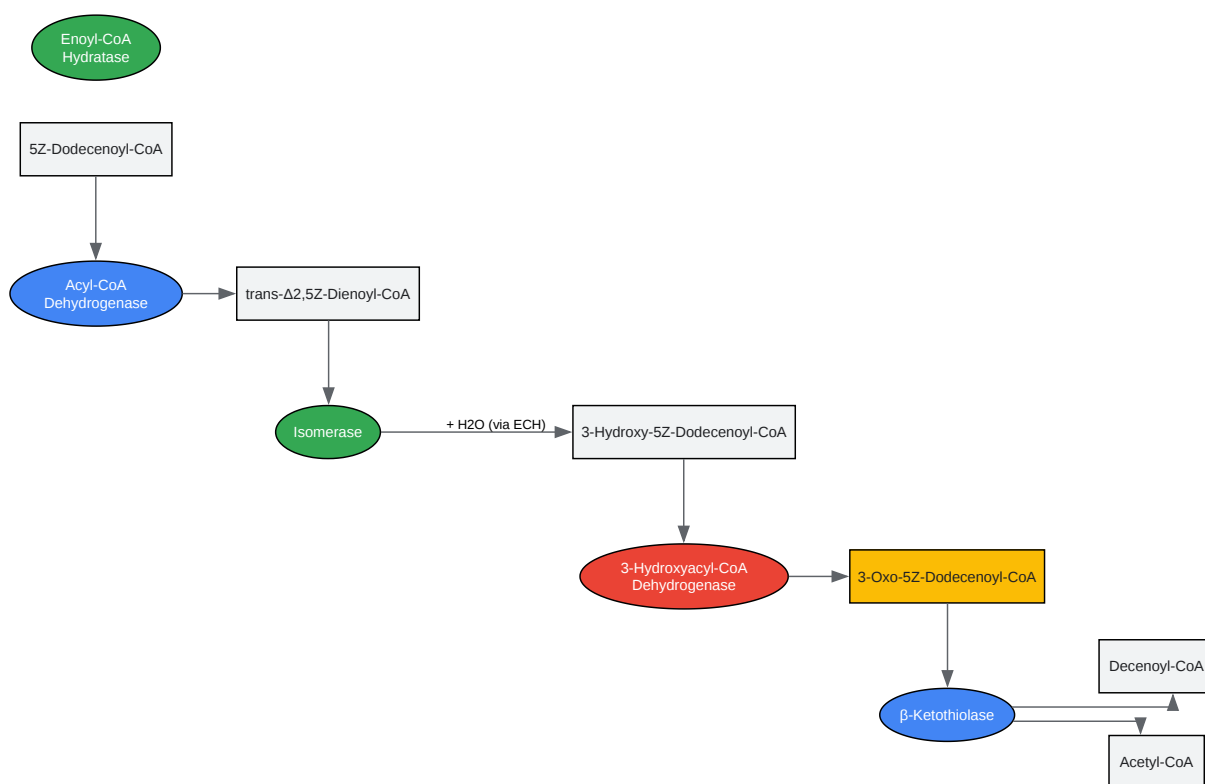 Enoyl-CoA
Hydratase
5Z-Dodecenoyl-CoA
Acyl-CoA
Dehydrogenase
trans-Δ2,5Z-Dienoyl-CoA
Isomerase
+ H2O (via ECH)
3-Hydroxy-5Z-Dodecenoyl-CoA
3-Hydroxyacyl-CoA
Dehydrogenase
3-Oxo-5Z-Dodecenoyl-CoA
Decenoyl-CoA
β-Ketothiolase
Acetyl-CoA